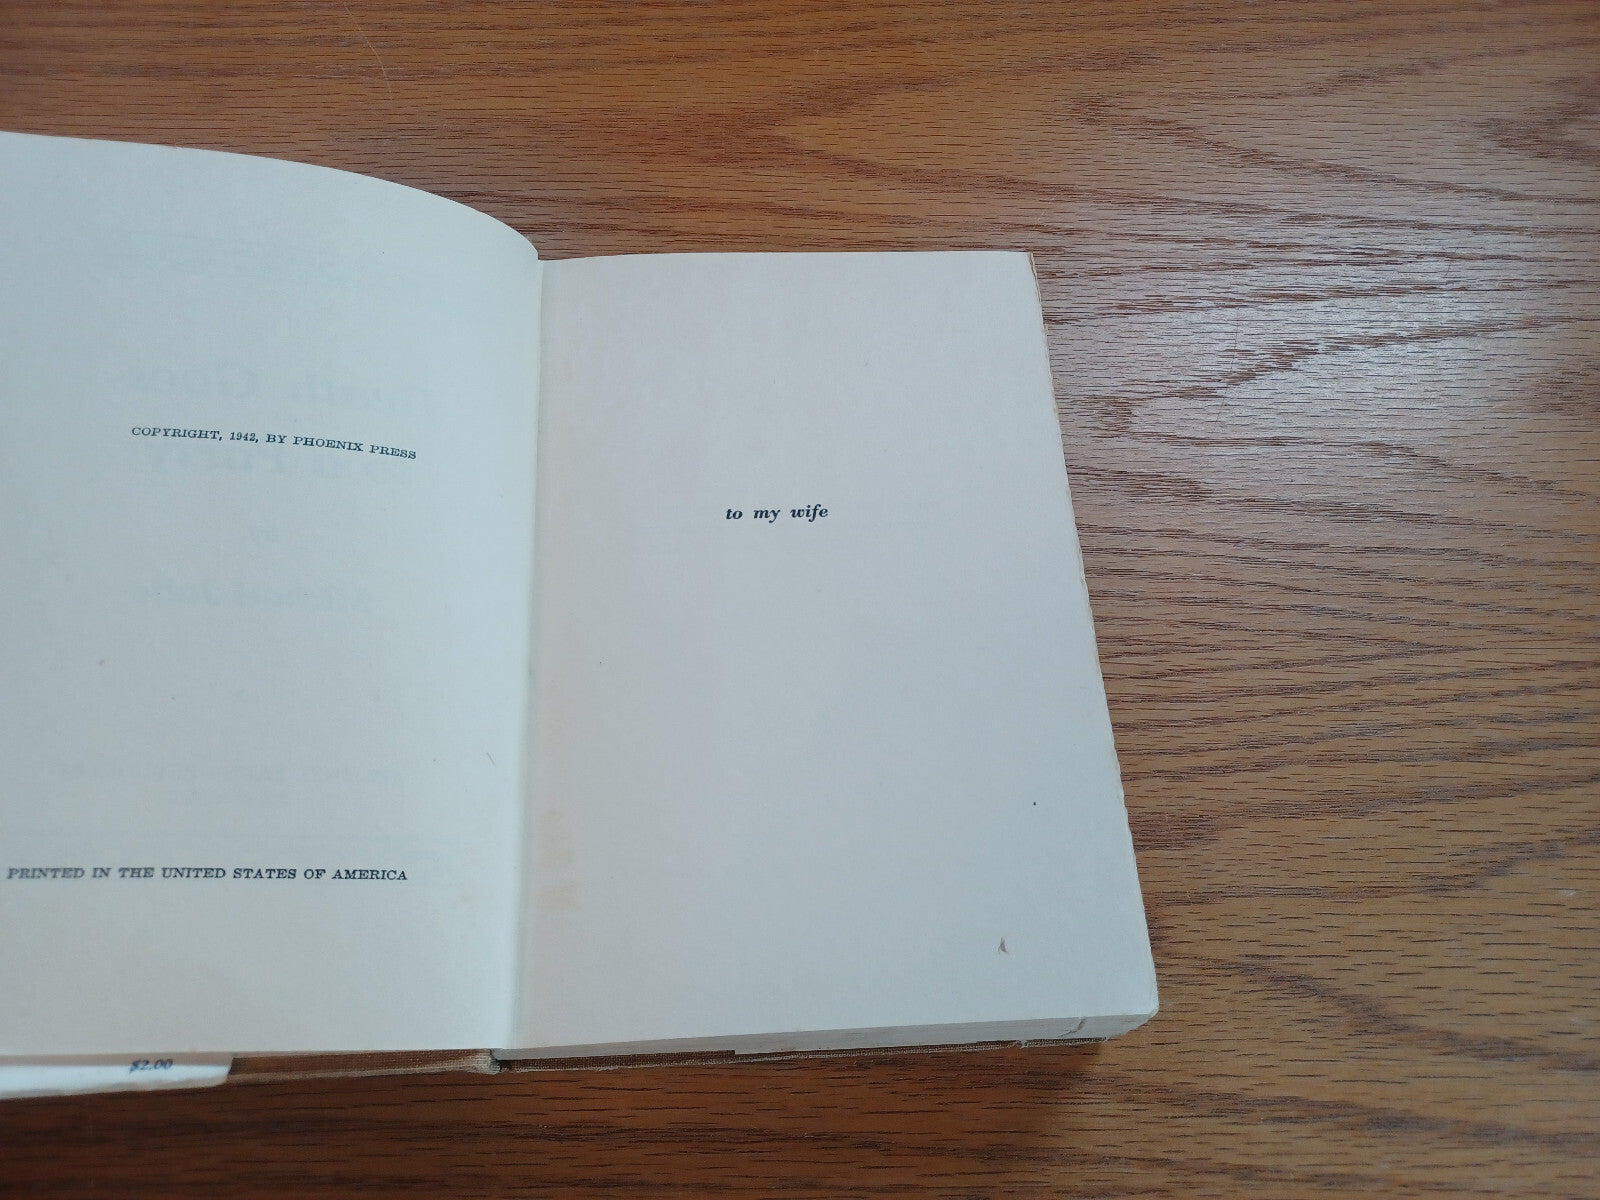 COPYRIGHT, 1942, BY PHOENIX PRESS
PRINTED IN THE UNITED STATES OF AMERICA
$2.00
to my wife